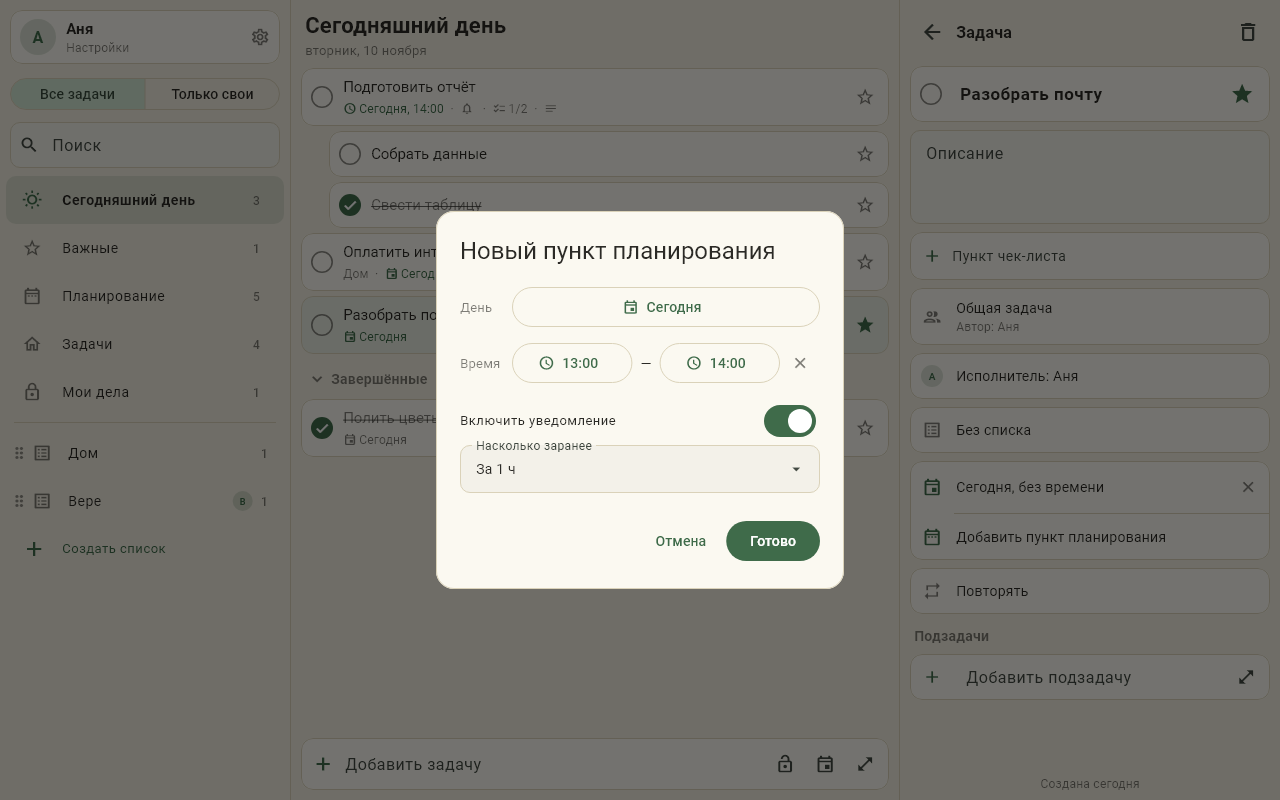 А
Аня
Настройки
Все задачи
Только свои
Поиск
Сегодняшний день
3
Важные
1
Планирование
5
Задачи
4
Мои дела
1
Дом
1
Вере
В
1
Создать список
Сегодняшний день
вторник, 10 ноября
Подготовить отчёт
Сегодня, 14:00 · · 1/2 ·
Собрать данные
Свести таблицу
Оплатить инт
Дом · Сегод
Разобрать по
Сегодня
Завершённые
Полить цветы
Сегодня
Добавить задачу
Новый пункт планирования
День
Сегодня
Время
13:00
–
14:00
Включить уведомление
Насколько заранее
За 1 ч
Отмена
Готово
Задача
Разобрать почту
Описание
Пункт чек-листа
Общая задача
Автор: Аня
А
Исполнитель: Аня
Без списка
Сегодня, без времени
Добавить пункт планирования
Повторять
Подзадачи
Добавить подзадачу
Создана сегодня